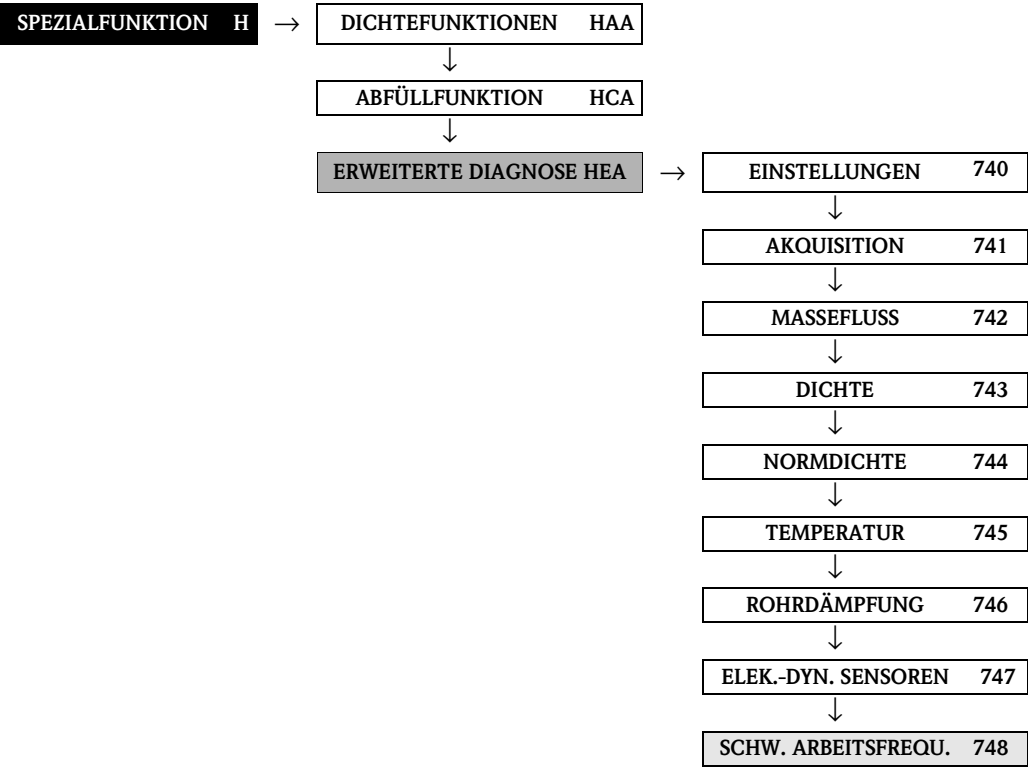 SPEZIALFUNKTION H → DICHTEFUNKTIONEN HAA
↓
ABFÜLLFUNKTION HCA
↓
ERWEITERTE DIAGNOSE HEA → EINSTELLUNGEN 740
↓
AKQUISITION 741
↓
MASSEFLUSS 742
↓
DICHTE 743
↓
NORMDICHTE 744
↓
TEMPERATUR 745
↓
ROHRDÄMPFUNG 746
↓
ELEK.-DYN. SENSOREN 747
↓
SCHW. ARBEITSFREQU. 748